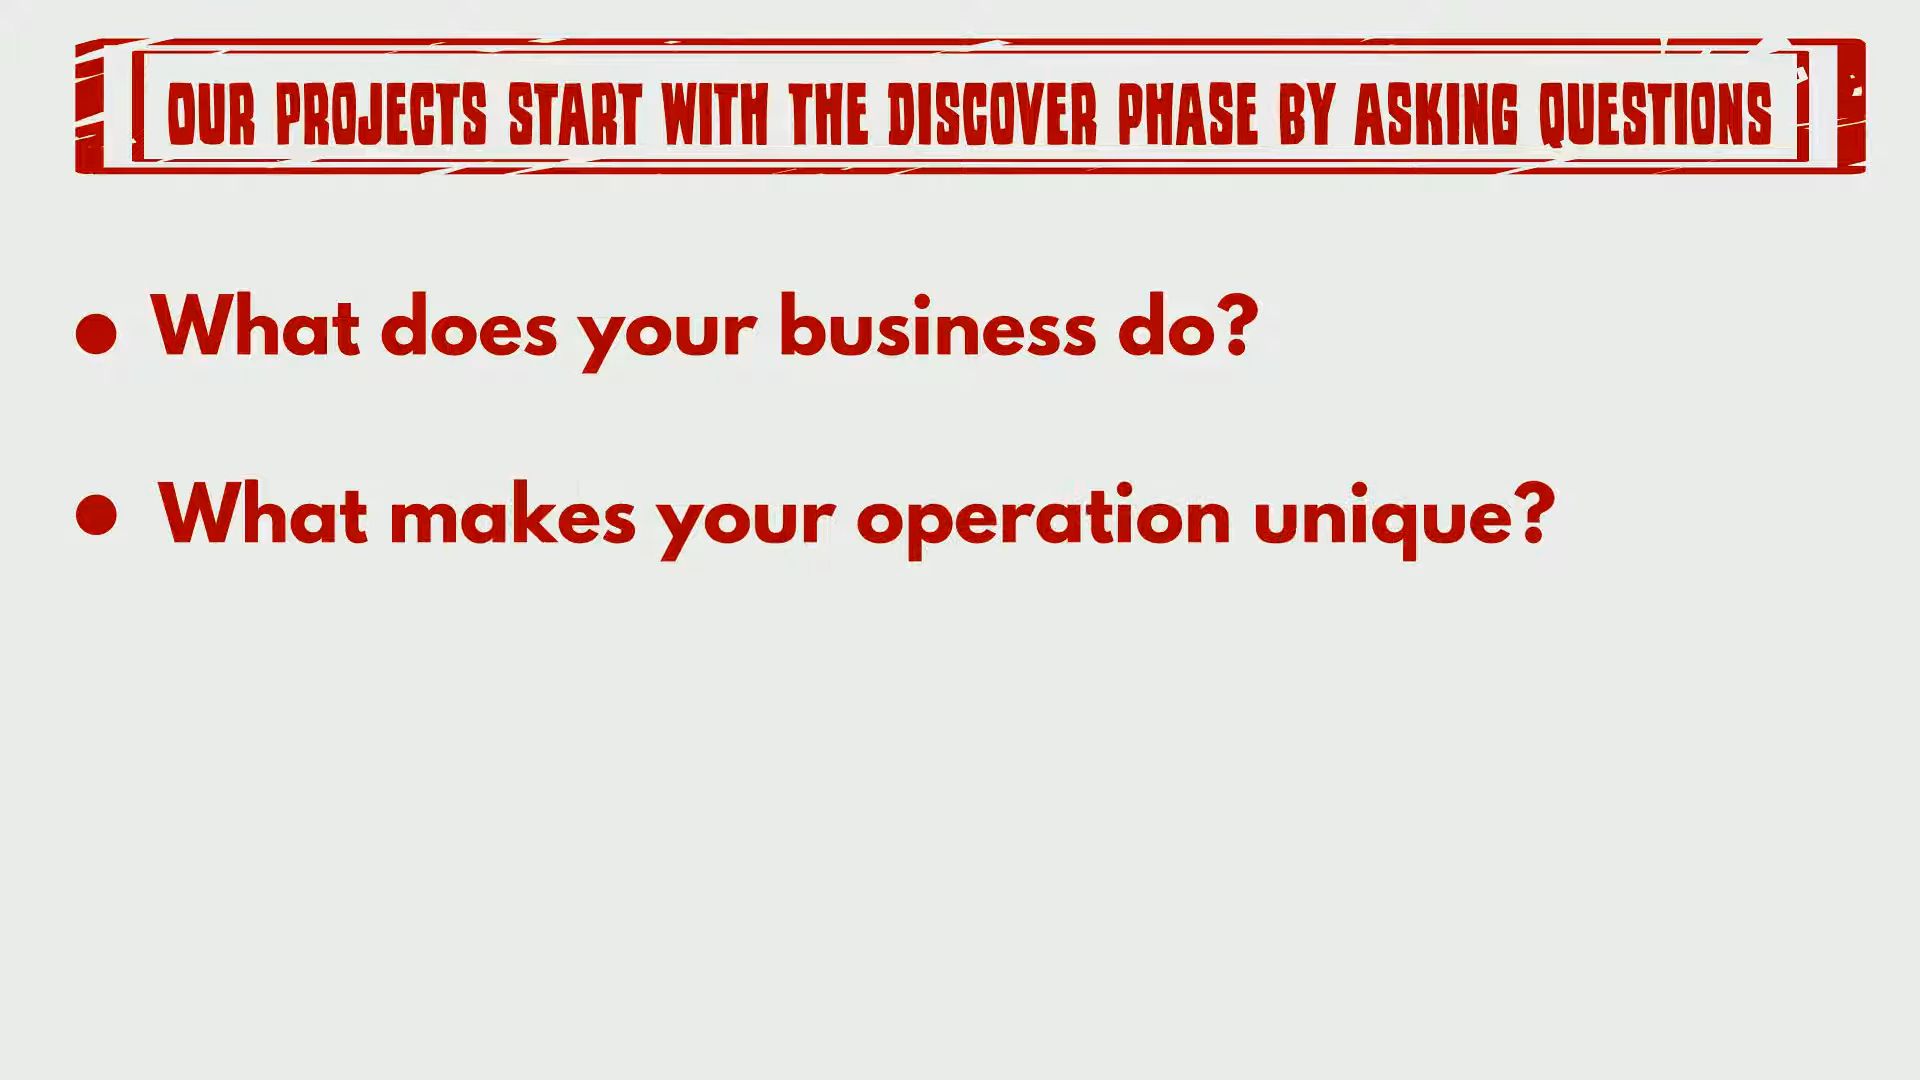 OUR PROJECTS START WITH THE DISCOVER PHASE BY ASKING QUESTIONS
● What does your business do?
● What makes your operation unique?